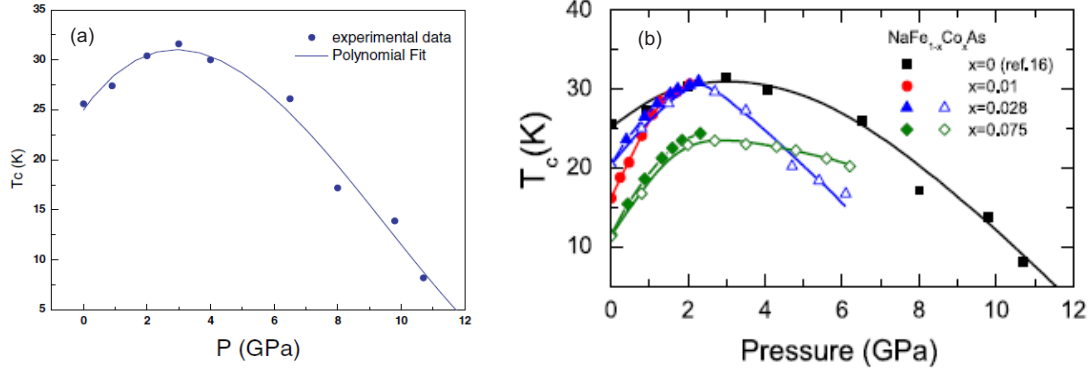 (a)
experimental data
Polynomial Fit
35
30
25
20
15
10
5
Tc(K)
0 2 4 6 8 10 12
P (GPa)
(b)
NaFe1-xCoxAs
x=0 (ref.16)
x=0.01
x=0.028
x=0.075
40
30
20
10
Tc(K)
0 2 4 6 8 10 12
Pressure (GPa)